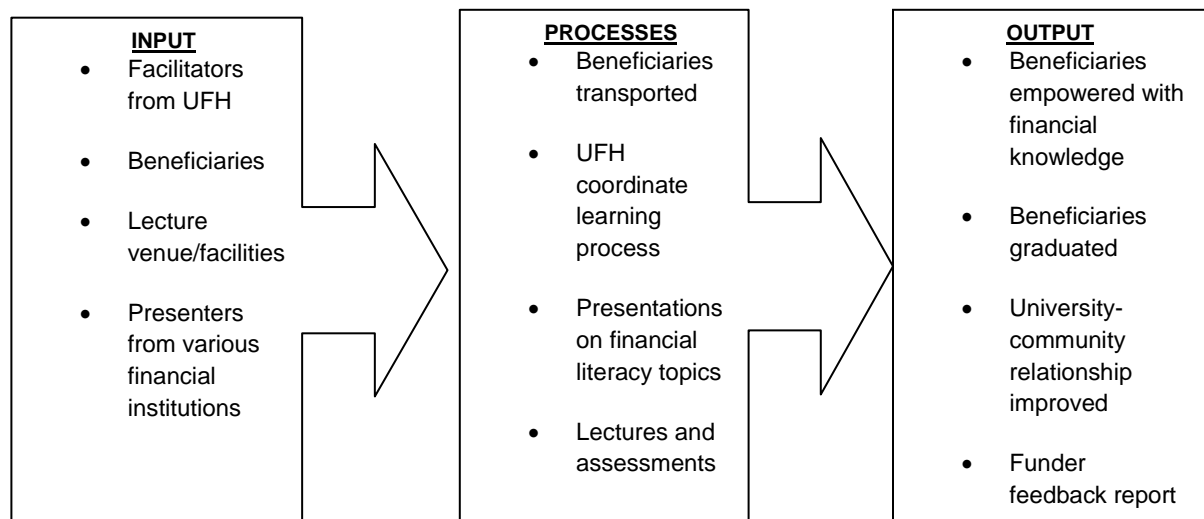 INPUT
• Facilitators
from UFH
• Beneficiaries
• Lecture
venue/facilities
• Presenters
from various
financial
institutions
PROCESSES
• Beneficiaries
transported
• UFH
coordinate
learning
process
• Presentations
on financial
literacy topics
• Lectures and
assessments
OUTPUT
• Beneficiaries
empowered with
financial
knowledge
• Beneficiaries
graduated
• University-
community
relationship
improved
• Funder
feedback report